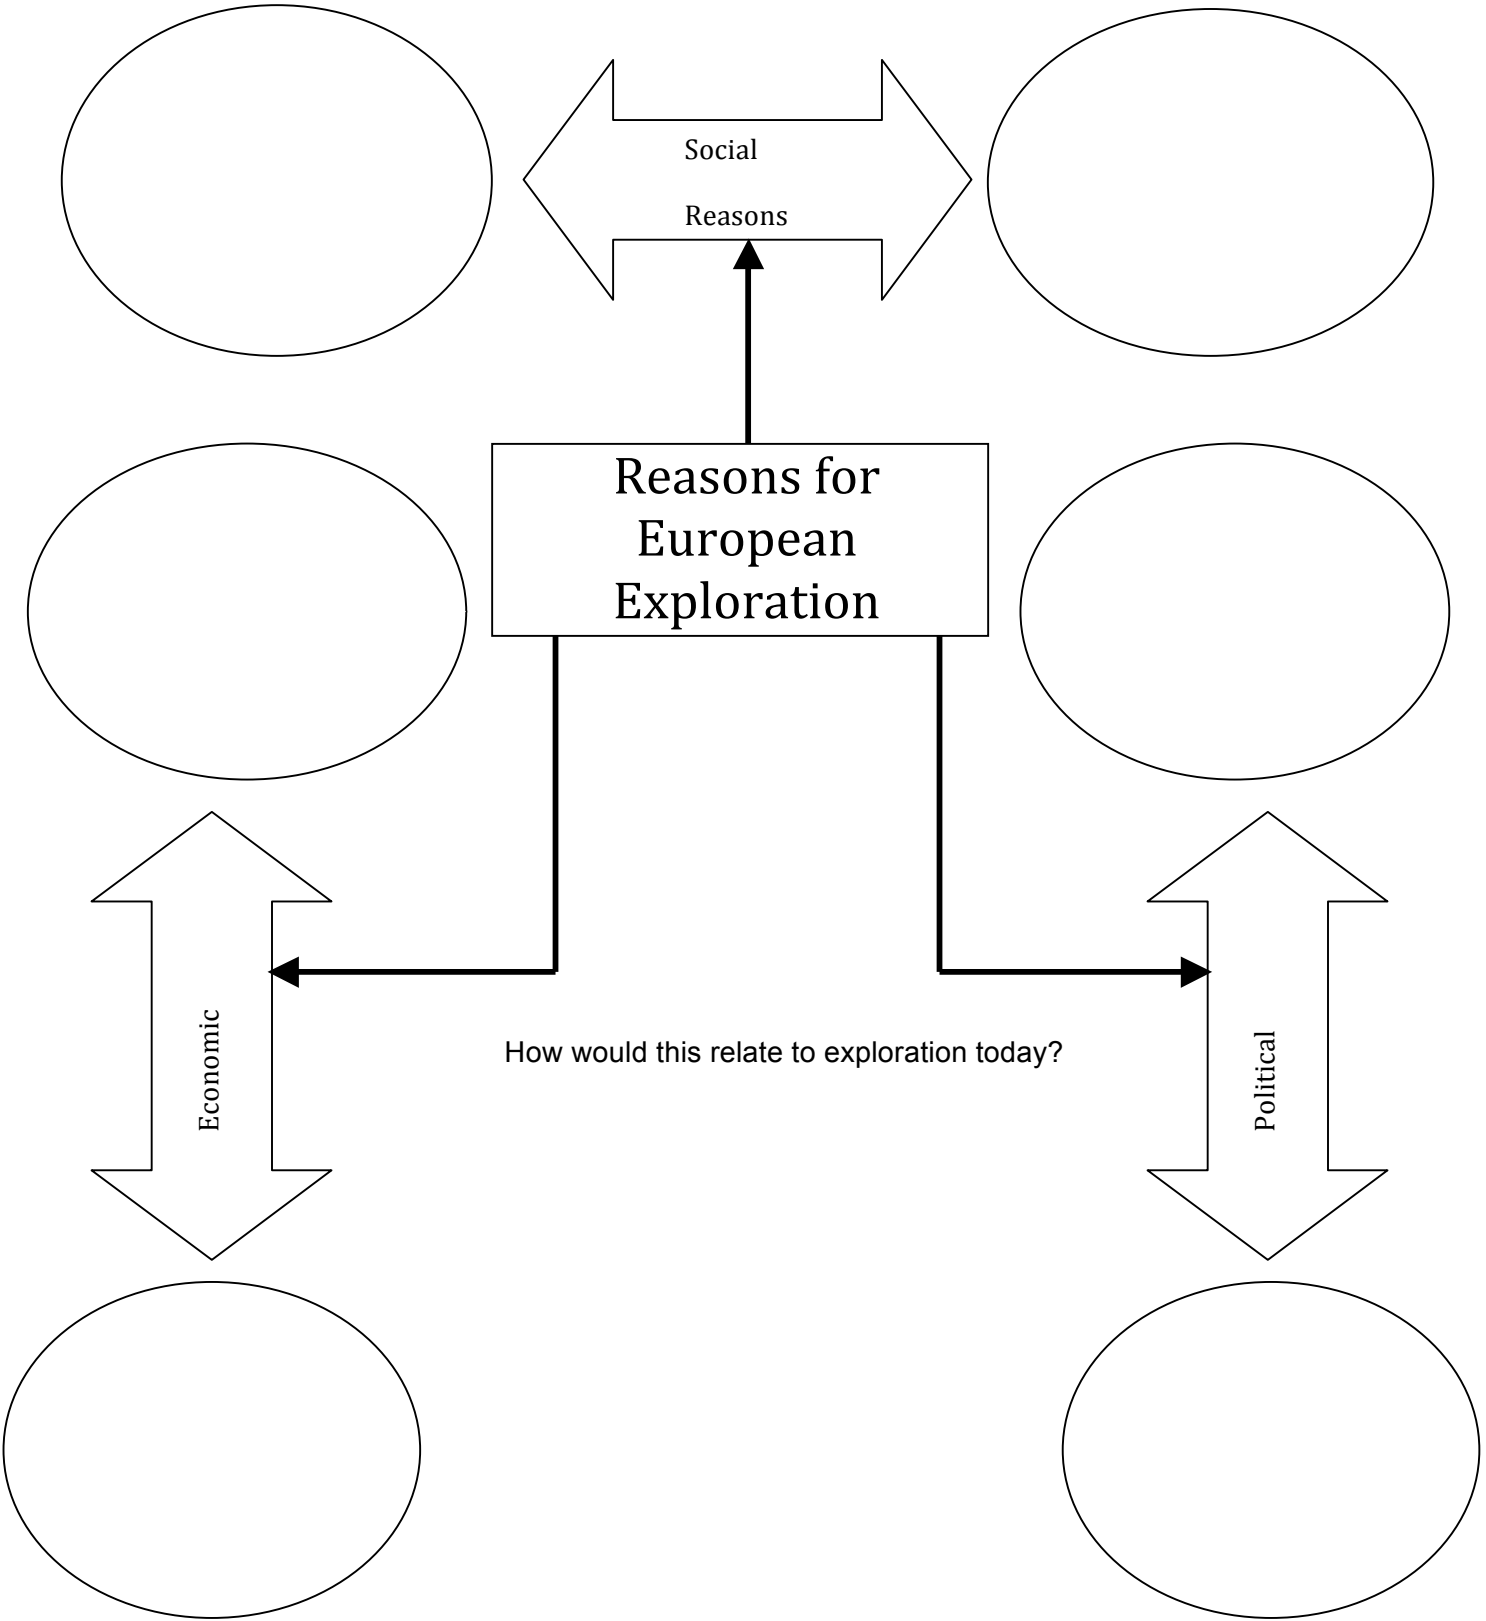 Social
Reasons
Reasons for
European
Exploration
Economic
How would this relate to exploration today?
Political